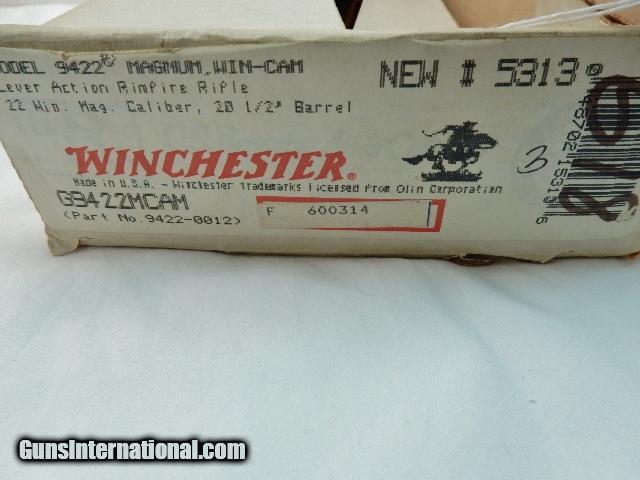 ODEL 9422 MAGNUM, WIN-CAM
Lever Action Rimfire Rifle
22 Win. Mag. Caliber, 20 1/2" Barrel
NEW # 5313
WINCHESTER®
3
Made in U.S.A. - Winchester trademarks licensed from Olin Corporation
G9422MCAM
(Part No.9422-0012)
F 600314
GunsInternational.com